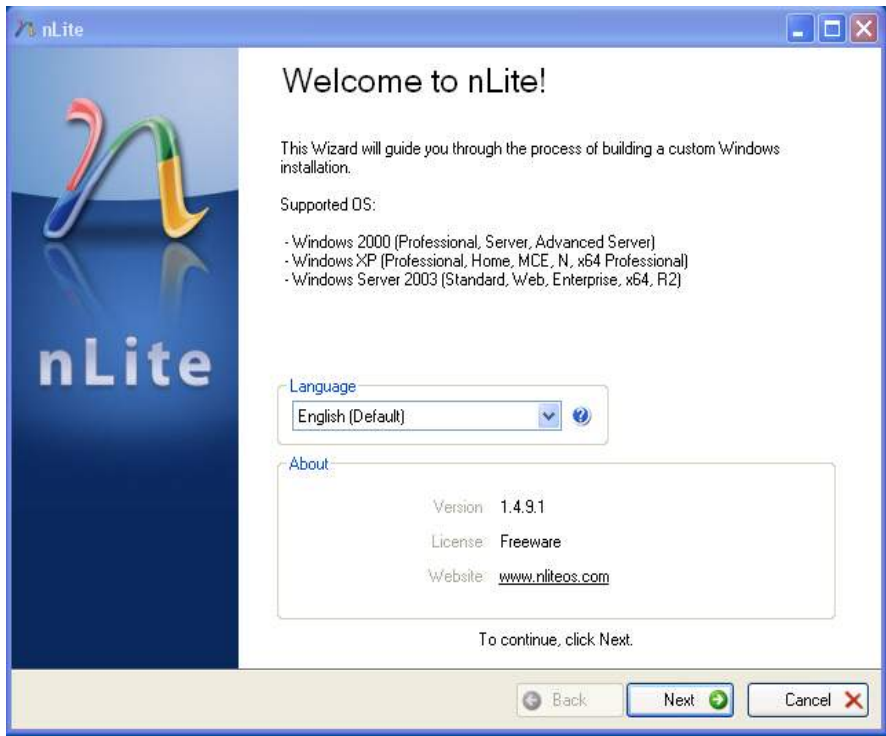 nLite
Welcome to nLite!
This Wizard will guide you through the process of building a custom Windows
installation.
Supported OS:
- Windows 2000 (Professional, Server, Advanced Server)
- Windows XP (Professional, Home, MCE, N, x64 Professional)
- Windows Server 2003 (Standard, Web, Enterprise, x64, R2)
nLite
Language
English (Default)
About
Version 1.4.9.1
License Freeware
Website www.nliteos.com
To continue, click Next.
Back Next Cancel